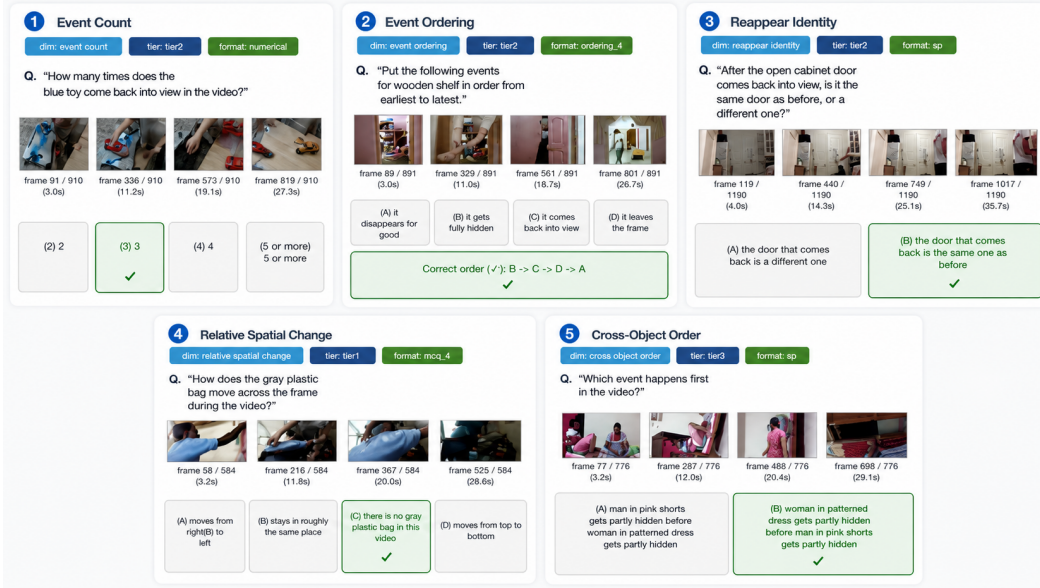 1 Event Count
dim: event count
tier: tier2
format: numerical
Q. “How many times does the
blue toy come back into view in the video?”
frame 91 / 910
(3.0s)
frame 336 / 910
(11.2s)
frame 573 / 910
(19.1s)
frame 819 / 910
(27.3s)
(2) 2
(3) 3
✓
(4) 4
(5 or more)
5 or more
2 Event Ordering
dim: event ordering
tier: tier2
format: ordering_4
Q. “Put the following events
for wooden shelf in order from
earliest to latest.”
frame 89 / 891
(3.0s)
frame 329 / 891
(11.0s)
frame 561 / 891
(18.7s)
frame 801 / 891
(26.7s)
(A) it
disappears for
good
(B) it gets
fully hidden
(C) it comes
back into view
(D) it leaves
the frame
Correct order (✓): B -> C -> D -> A
✓
3 Reappear Identity
dim: reappear identity
tier: tier2
format: sp
Q. “After the open cabinet door
comes back into view, is it the
same door as before, or a
different one?”
frame 119 /
1190
(4.0s)
frame 440 /
1190
(14.3s)
frame 749 /
1190
(25.1s)
frame 1017 /
1190
(35.7s)
(A) the door that comes
back is a different one
(B) the door that comes
back is the same one as
before
✓
4 Relative Spatial Change
dim: relative spatial change
tier: tier1
format: mcq_4
Q. “How does the gray plastic
bag move across the frame
during the video?”
frame 58 / 584
(3.2s)
frame 216 / 584
(11.8s)
frame 367 / 584
(20.0s)
frame 525 / 584
(28.6s)
(A) moves from
right(B) to
left
(B) stays in roughly
the same place
(C) there is no gray
plastic bag in this
video
✓
(D) moves from top to
bottom
5 Cross-Object Order
dim: cross object order
tier: tier3
format: sp
Q. “Which event happens first
in the video?”
frame 77 / 776
(3.2s)
frame 287 / 776
(12.0s)
frame 488 / 776
(20.4s)
frame 698 / 776
(29.1s)
(A) man in pink shorts
gets partly hidden before
woman in patterned dress
gets partly hidden
(B) woman in patterned
dress gets partly hidden
before man in pink shorts
gets partly hidden
✓